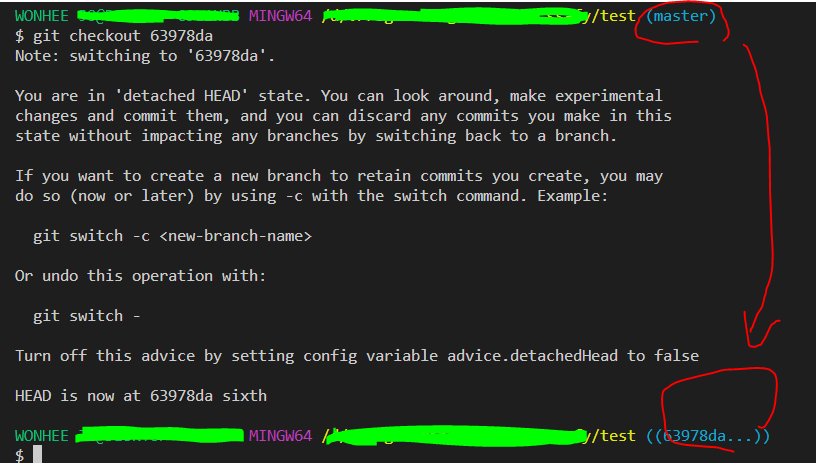 WONHEE MINGW64 /test (master)
$ git checkout 63978da
Note: switching to '63978da'.
You are in 'detached HEAD' state. You can look around, make experimental
changes and commit them, and you can discard any commits you make in this
state without impacting any branches by switching back to a branch.
If you want to create a new branch to retain commits you create, you may
do so (now or later) by using -c with the switch command. Example:
git switch -c <new-branch-name>
Or undo this operation with:
git switch -
Turn off this advice by setting config variable advice.detachedHead to false
HEAD is now at 63978da sixth
WONHEE MINGW64 /test ((63978da...))
$